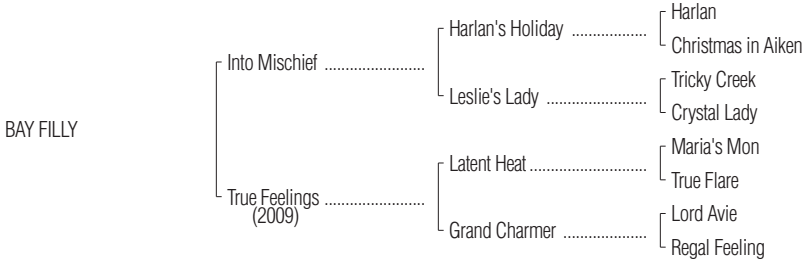 Harlan
Harlan's Holiday ..................
Christmas in Aiken
Into Mischief ........................
Tricky Creek
Leslie's Lady ........................
Crystal Lady
BAY FILLY
Maria's Mon
Latent Heat ............................
True Flare
True Feelings ........................
(2009)
Lord Avie
Grand Charmer ....................
Regal Feeling